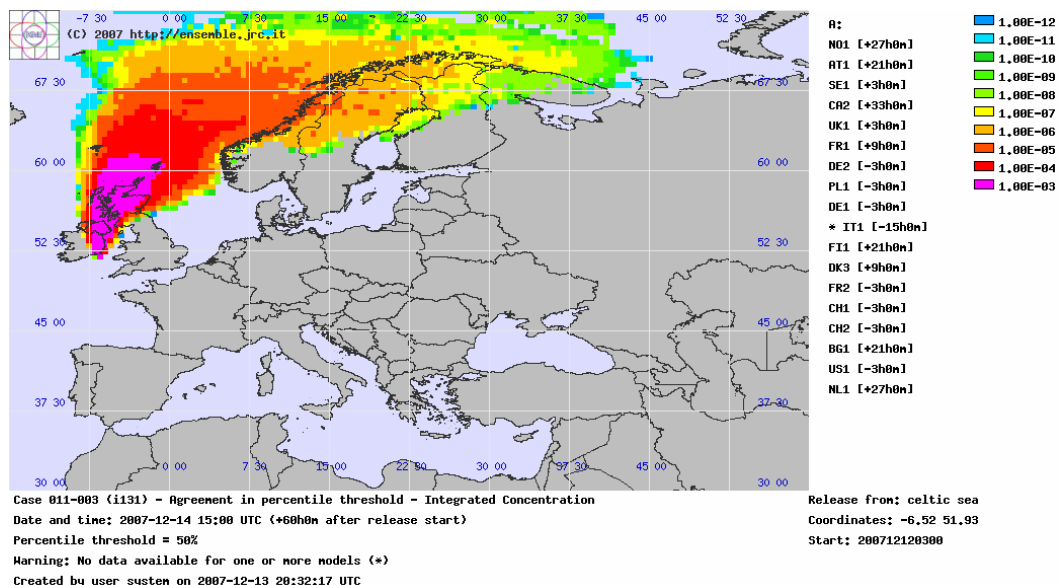 -7 30 0 00 7 30 15 00 22 30 30 00 37 30 45 00 52 30
(C) 2007 http://ensemble.jrc.it
67 30 67 30
60 00 60 00
52 30 52 30
45 00 45 00
37 30 37 30
0 00 7 30 15 00 22 30 30 00 37 30 45 00
30 00 30 00
A:
NO1 [+27h0m]
AT1 [+21h0m]
SE1 [+3h0m]
CA2 [+33h0m]
UK1 [+3h0m]
FR1 [+9h0m]
DE2 [-3h0m]
PL1 [-3h0m]
DE1 [-3h0m]
* IT1 [-15h0m]
FI1 [+21h0m]
DK3 [+9h0m]
FR2 [-3h0m]
CH1 [-3h0m]
CH2 [-3h0m]
BG1 [+21h0m]
US1 [-3h0m]
NL1 [+27h0m]
1.00E-12
1.00E-11
1.00E-10
1.00E-09
1.00E-08
1.00E-07
1.00E-06
1.00E-05
1.00E-04
1.00E-03
Case 011-003 (i131) - Agreement in percentile threshold - Integrated Concentration
Date and time: 2007-12-14 15:00 UTC (+60h0m after release start)
Percentile threshold = 50%
Warning: No data available for one or more models (*)
Created by user system on 2007-12-13 20:32:17 UTC
Release from: celtic sea
Coordinates: -6.52 51.93
Start: 200712120300